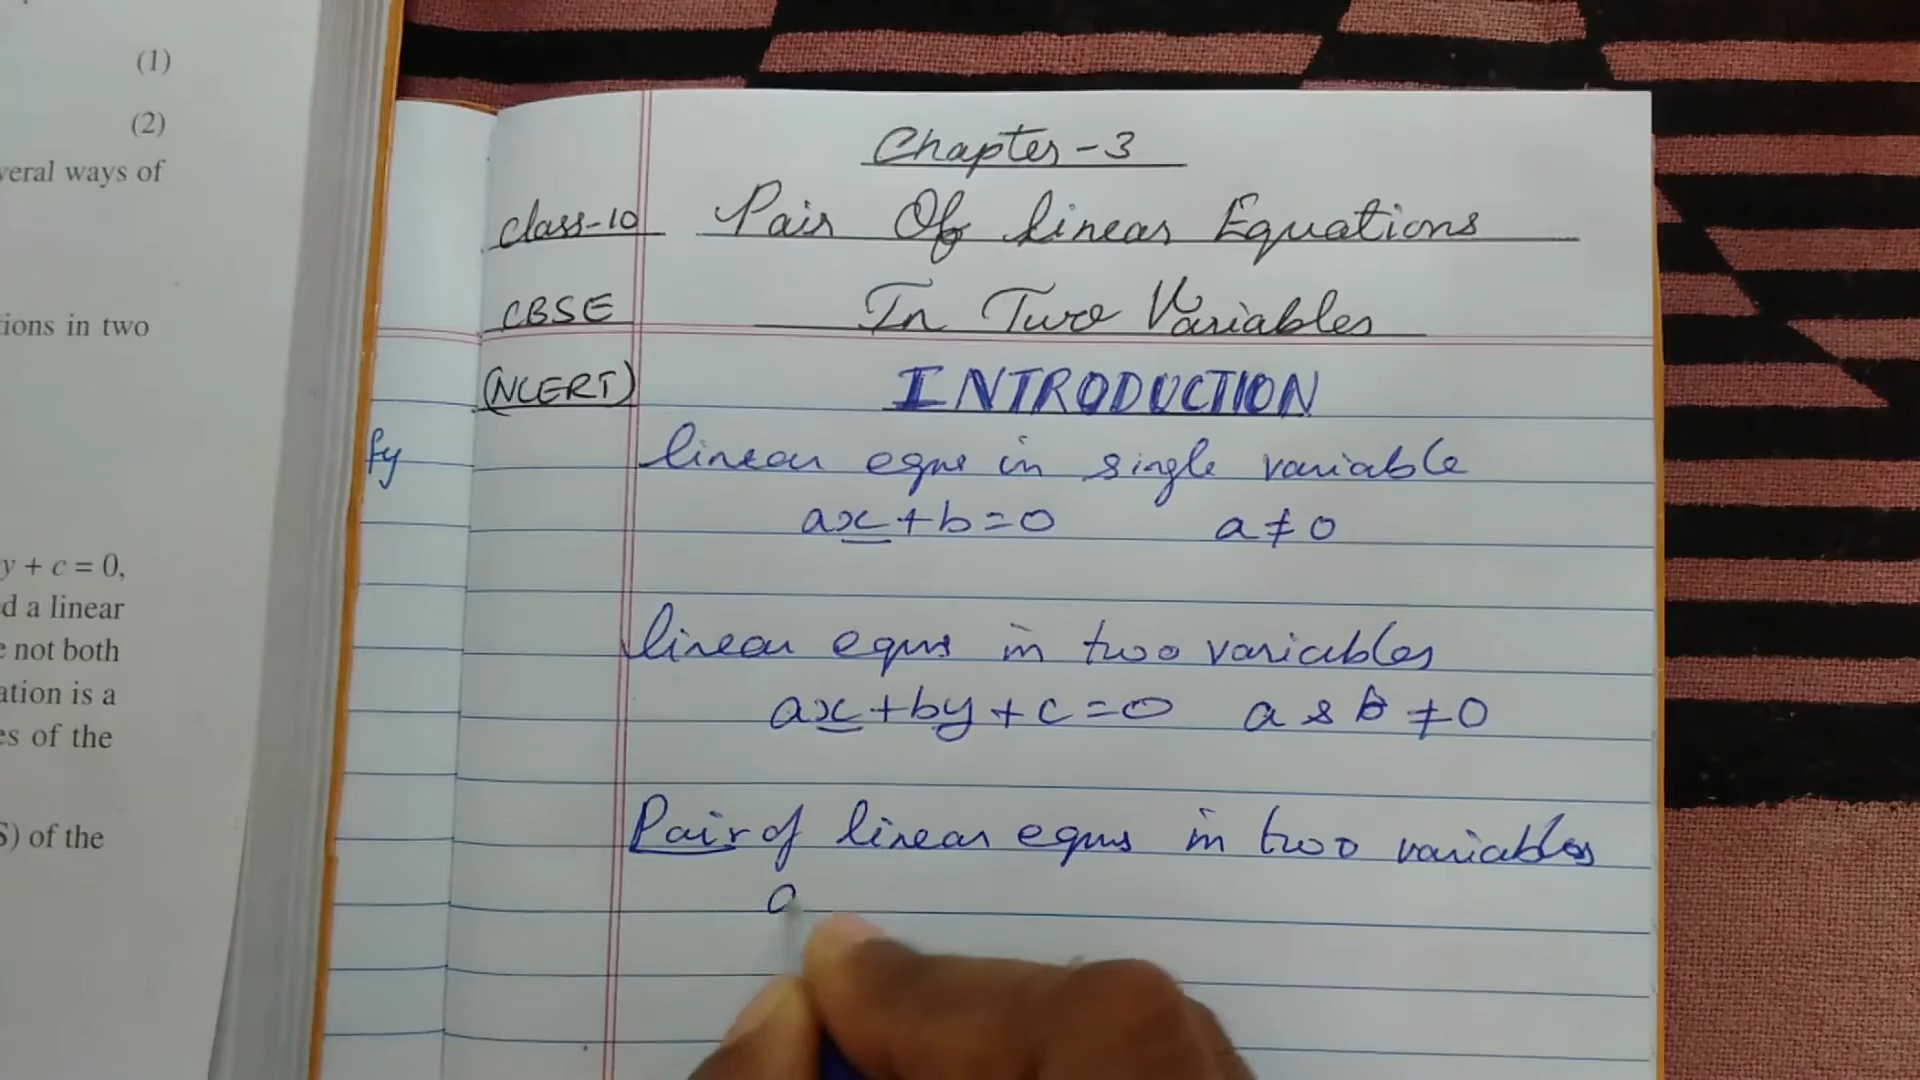 (1)
(2)
veral ways of
ions in two
y + c = 0,
d a linear
e not both
ation is a
es of the
S) of the
fy
Chapter-3
Class-10 Pair Of Linear Equations
CBSE In Two Variables
(NCERT) INTRODUCTION
linear eqns in single variable
ax+b=0 a≠0
linear eqns in two variables
ax+by+c=0 a & b ≠0
Pair of linear eqns in two variables
a